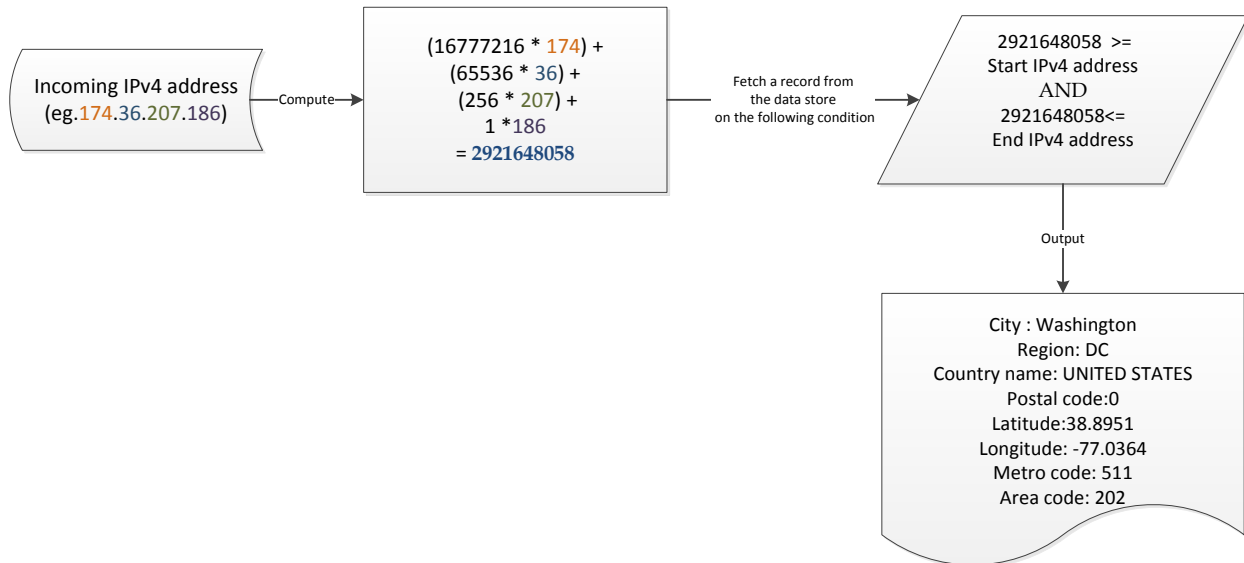 Incoming IPv4 address
(eg.174.36.207.186)
Compute
(16777216 * 174) +
(65536 * 36) +
(256 * 207) +
1 *186
= 2921648058
Fetch a record from
the data store
on the following condition
2921648058 >=
Start IPv4 address
AND
2921648058<=
End IPv4 address
Output
City : Washington
Region: DC
Country name: UNITED STATES
Postal code:0
Latitude:38.8951
Longitude: -77.0364
Metro code: 511
Area code: 202